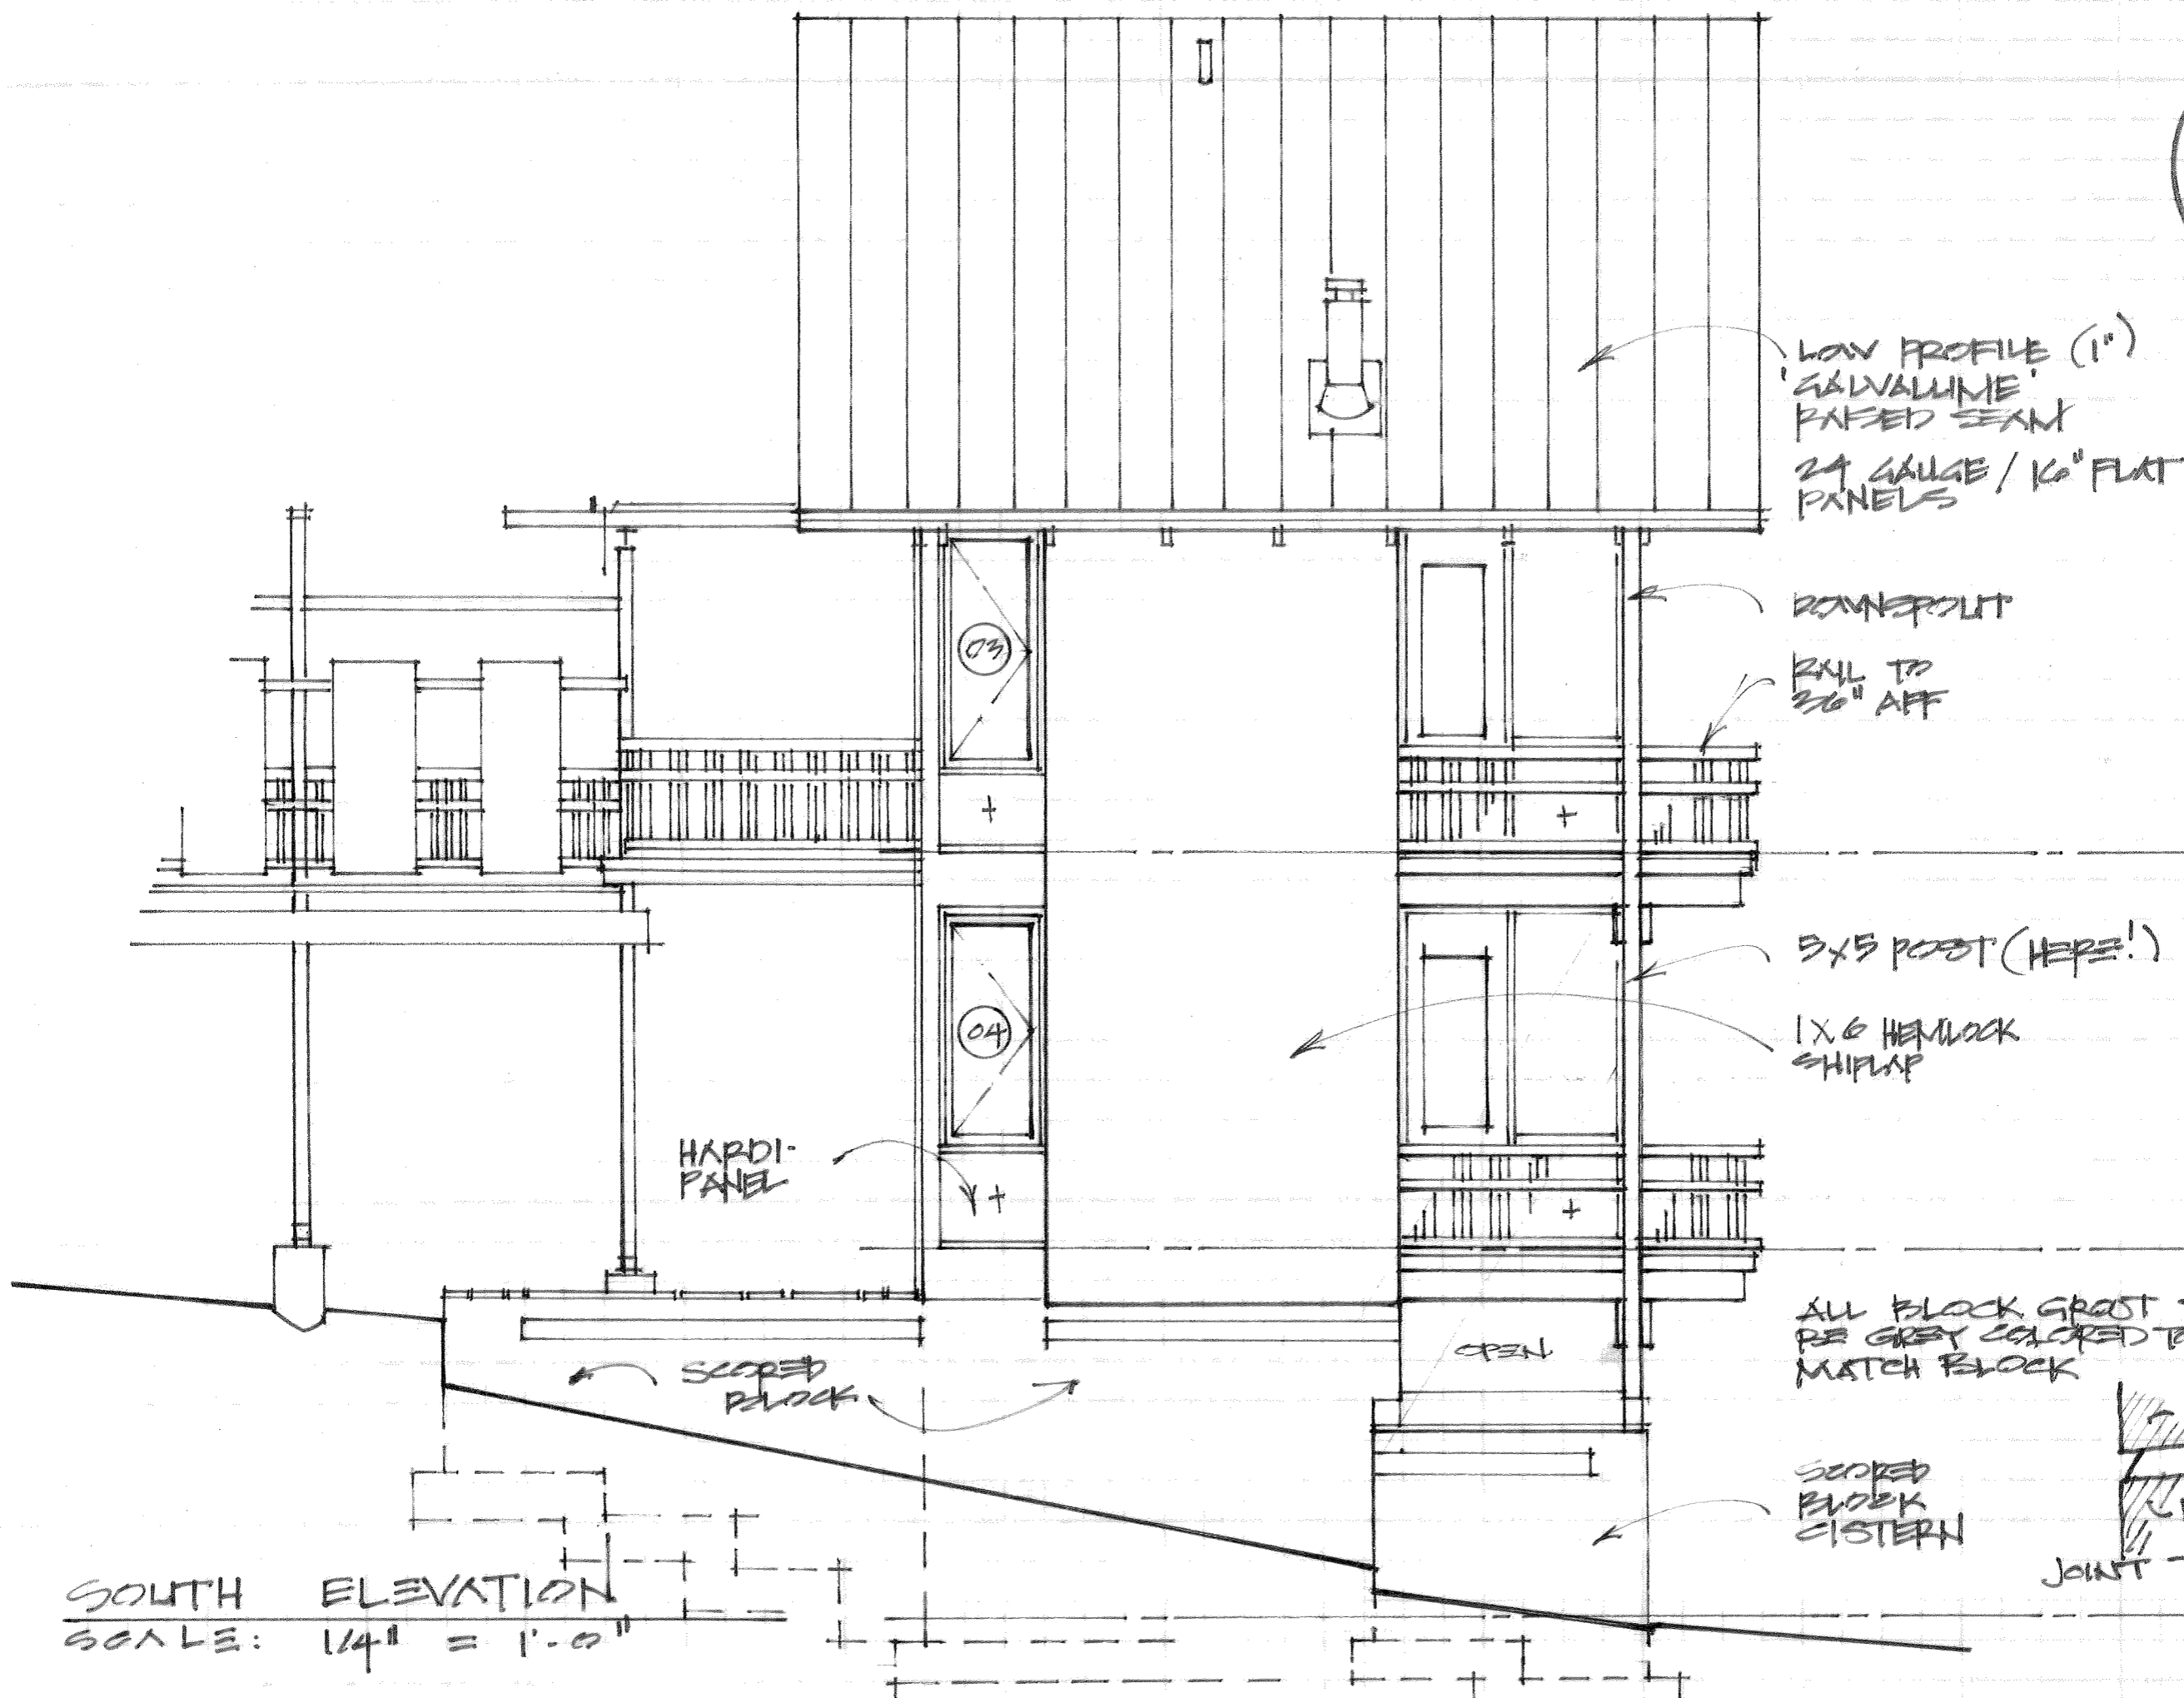 LOW PROFILE (1")
'GALVALUME'
RAISED SEAM
24 GAUGE / 16" FLAT
PANELS
DOWNSPOUT
RAIL TO
36" AFF
03
5X5 POST (HERE!)
1X6 HEMLOCK
SHIPLAP
04
HARDI-
PANEL
ALL BLOCK GROUT
BE GREY COLORED TO
MATCH BLOCK
OPEN
SCORED
BLOCK
SCORED
BLOCK
CISTERN
JOINT
SOUTH ELEVATION
SCALE: 1/4" = 1'-0"